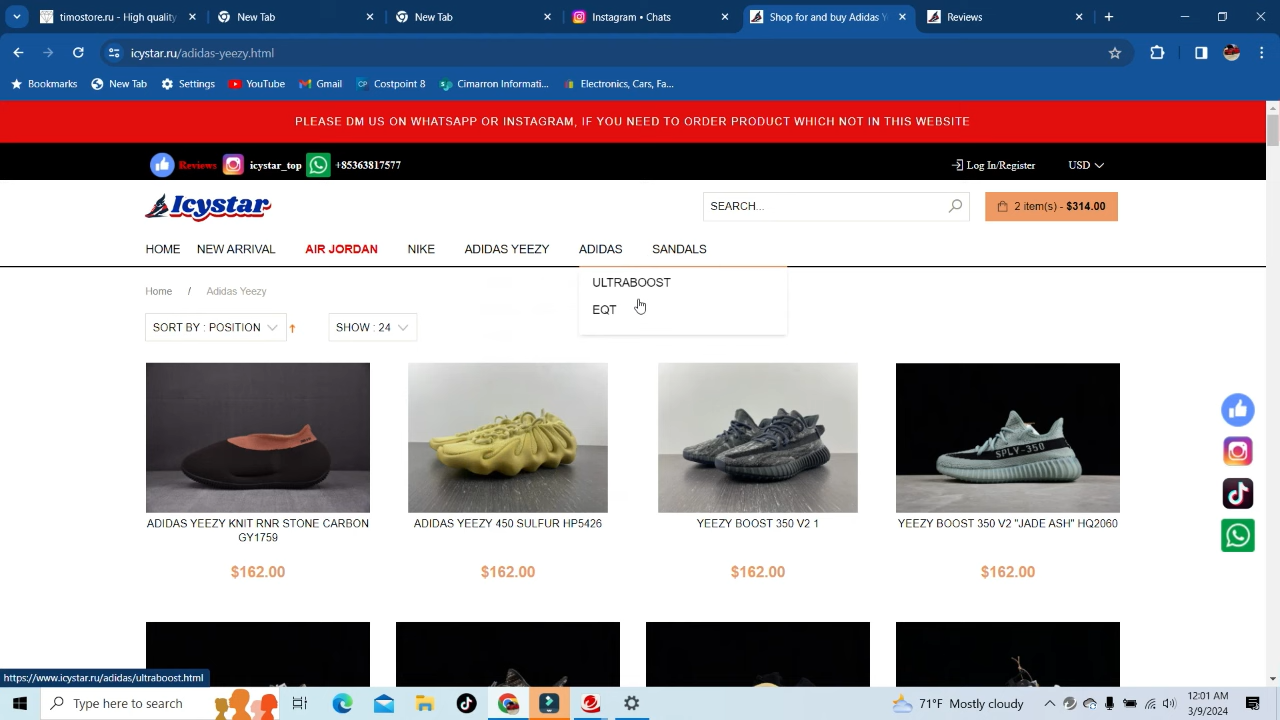 timostore.ru - High quality
New Tab
New Tab
Instagram • Chats
Shop for and buy Adidas Y
Reviews
icystar.ru/adidas-yeezy.html
Bookmarks
New Tab
Settings
YouTube
Gmail
CP Costpoint 8
Cimarron Informati...
Electronics, Cars, Fa...
PLEASE DM US ON WHATSAPP OR INSTAGRAM, IF YOU NEED TO ORDER PRODUCT WHICH NOT IN THIS WEBSITE
Reviews icystar_top +85363817577
Log In/Register USD
Icystar
SEARCH...
2 item(s) - $314.00
HOME NEW ARRIVAL AIR JORDAN NIKE ADIDAS YEEZY ADIDAS SANDALS
ULTRABOOST
EQT
Home / Adidas Yeezy
SORT BY : POSITION
SHOW : 24
SPLY-350
ADIDAS YEEZY KNIT RNR STONE CARBON
GY1759
ADIDAS YEEZY 450 SULFUR HP5426
YEEZY BOOST 350 V2 1
YEEZY BOOST 350 V2 "JADE ASH" HQ2060
$162.00
$162.00
$162.00
$162.00
https://www.icystar.ru/adidas/ultraboost.html
Type here to search
71°F Mostly cloudy
12:01 AM
3/9/2024